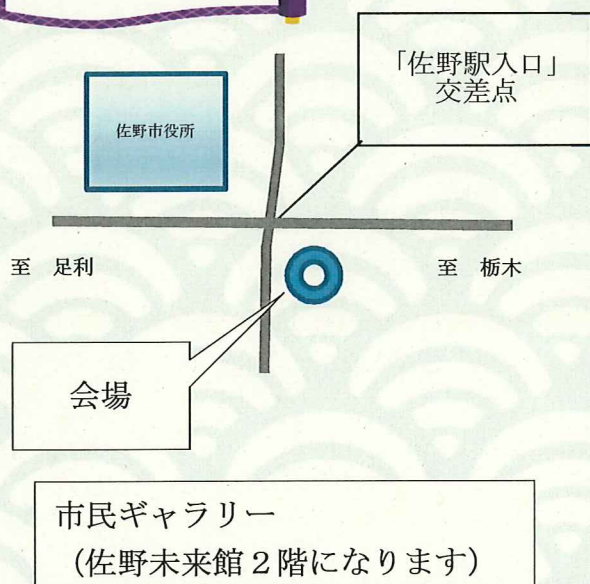 「佐野駅入口」
交差点
佐野市役所
至　足利
至　栃木
会場
市民ギャラリー
（佐野未来館２階になります）